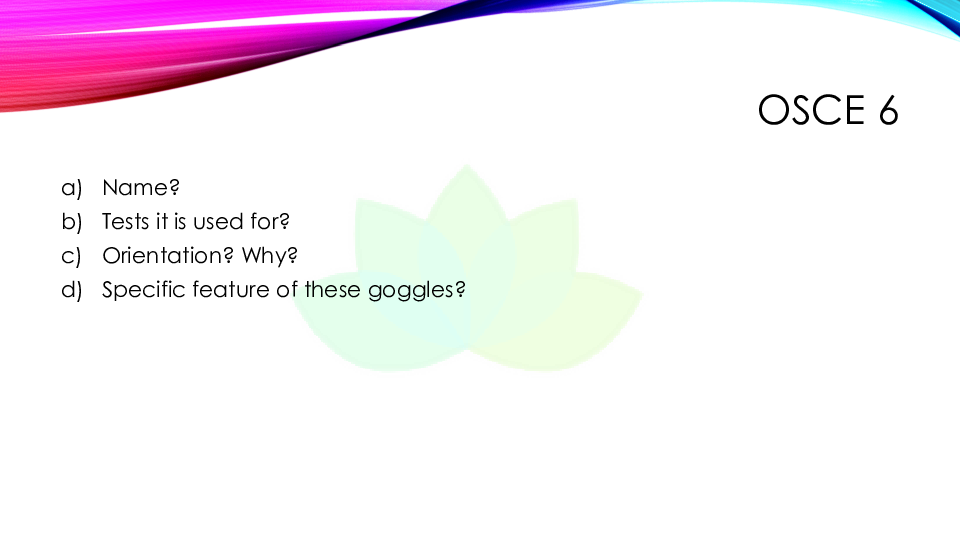 OSCE 6
a) Name?
b) Tests it is used for?
c) Orientation? Why?
d) Specific feature of these goggles?